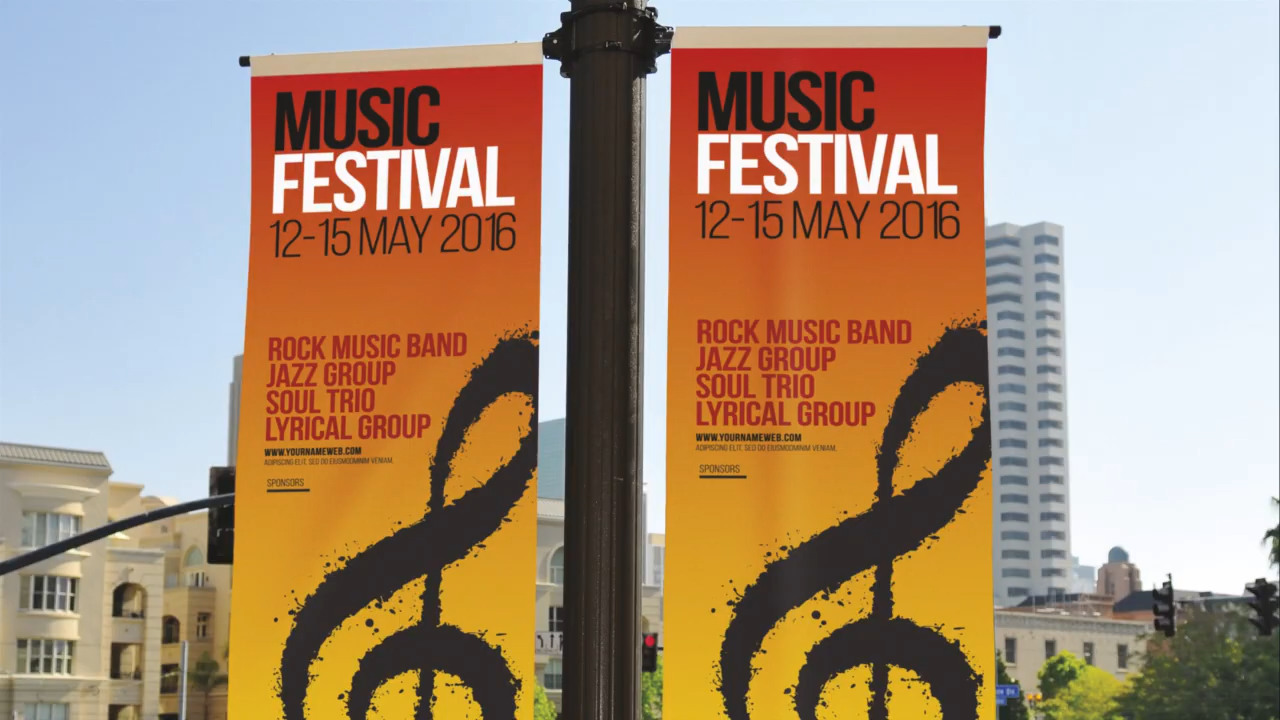 MUSIC
FESTIVAL
12-15 MAY 2016
ROCK MUSIC BAND
JAZZ GROUP
SOUL TRIO
LYRICAL GROUP
WWW.YOURNAMEWEB.COM
ADIPISCING ELIT, SED DO EIUSMODMINIM VENIAM,
SPONSORS
MUSIC
FESTIVAL
12-15 MAY 2016
ROCK MUSIC BAND
JAZZ GROUP
SOUL TRIO
LYRICAL GROUP
WWW.YOURNAMEWEB.COM
ADIPISCING ELIT, SED DO EIUSMODMINIM VENIAM,
SPONSORS